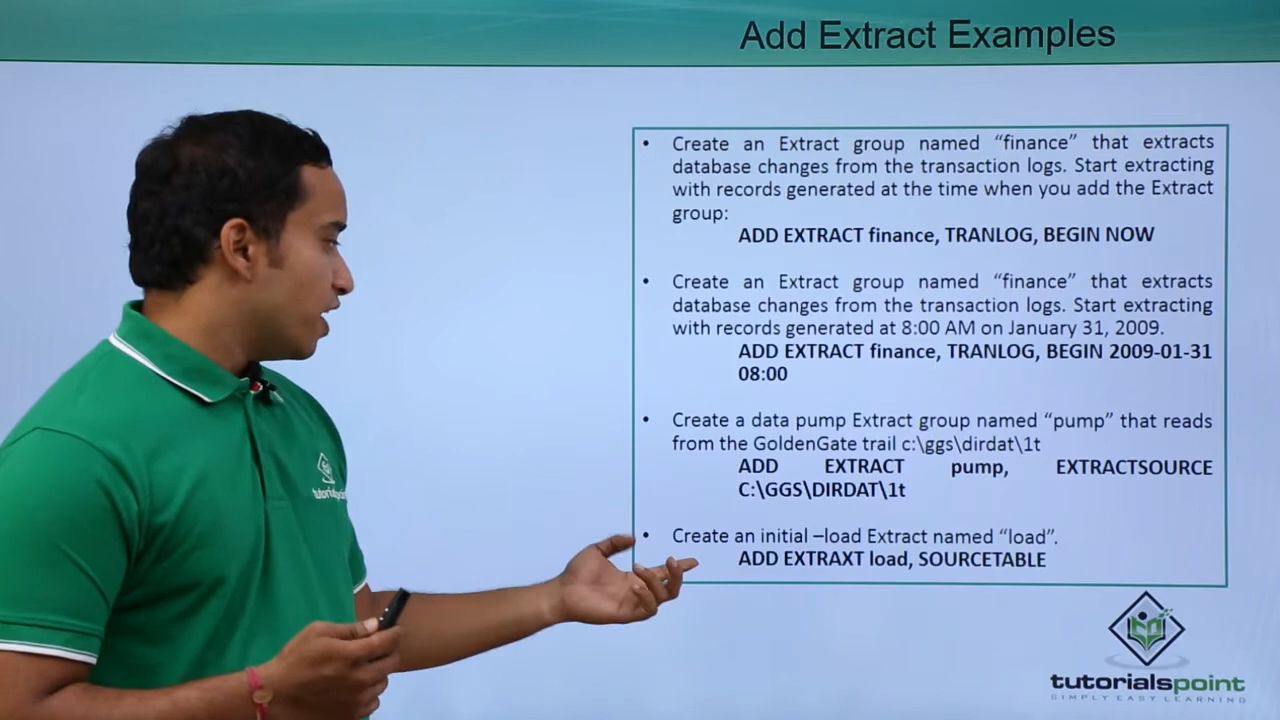 Add Extract Examples
• Create an Extract group named “finance” that extracts
database changes from the transaction logs. Start extracting
with records generated at the time when you add the Extract
group:
ADD EXTRACT finance, TRANLOG, BEGIN NOW
• Create an Extract group named “finance” that extracts
database changes from the transaction logs. Start extracting
with records generated at 8:00 AM on January 31, 2009.
ADD EXTRACT finance, TRANLOG, BEGIN 2009-01-31
08:00
• Create a data pump Extract group named “pump” that reads
from the GoldenGate trail c:\ggs\dirdat\1t
ADD EXTRACT pump, EXTRACTSOURCE
C:\GGS\DIRDAT\1t
• Create an initial –load Extract named “load”.
ADD EXTRAXT load, SOURCETABLE
tutorialspoint
tutorialspoint
SIMPLY EASY LEARNING